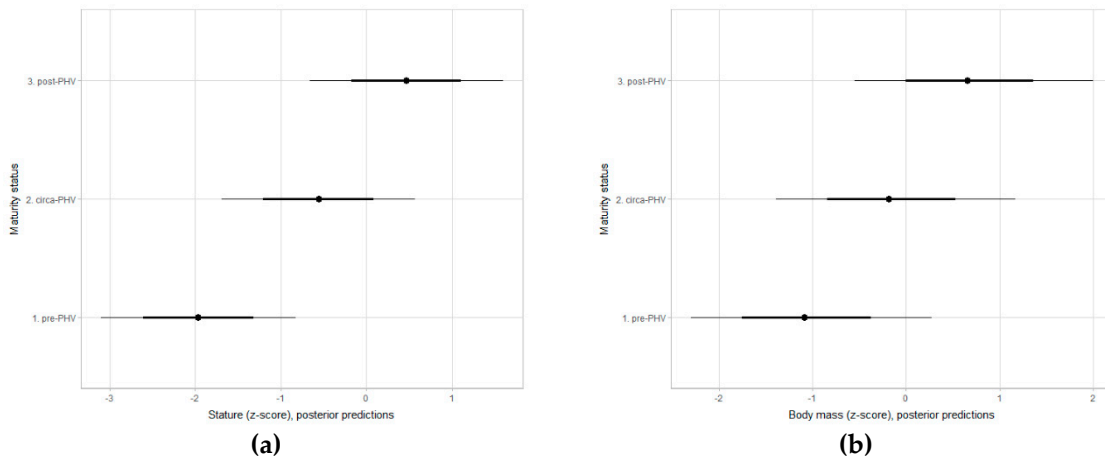 3. post-PHV
2. circa-PHV
1. pre-PHV
Maturity status
-3 -2 -1 0 1
Stature (z-score), posterior predictions
(a)
3. post-PHV
2. circa-PHV
1. pre-PHV
Maturity status
-2 -1 0 1 2
Body mass (z-score), posterior predictions
(b)